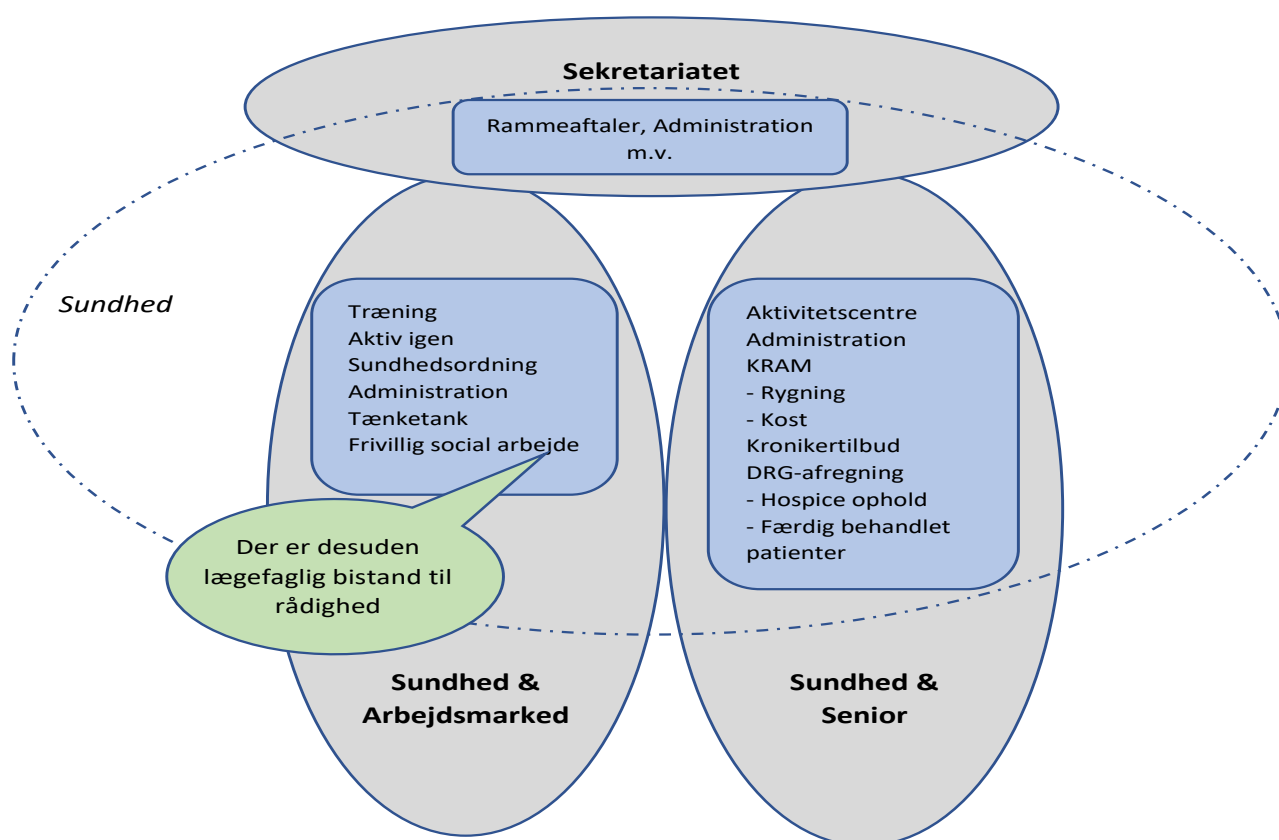 Sekretariatet
Rammeaftaler, Administration
m.v.
Sundhed
Træning
Aktiv igen
Sundhedsordning
Administration
Tænketank
Frivillig social arbejde
Der er desuden
lægefaglig bistand til
rådighed
Sundhed &
Arbejdsmarked
Aktivitetscentre
Administration
KRAM
- Rygning
- Kost
Kronikertilbud
DRG-afregning
- Hospice ophold
- Færdig behandlet
patienter
Sundhed &
Senior